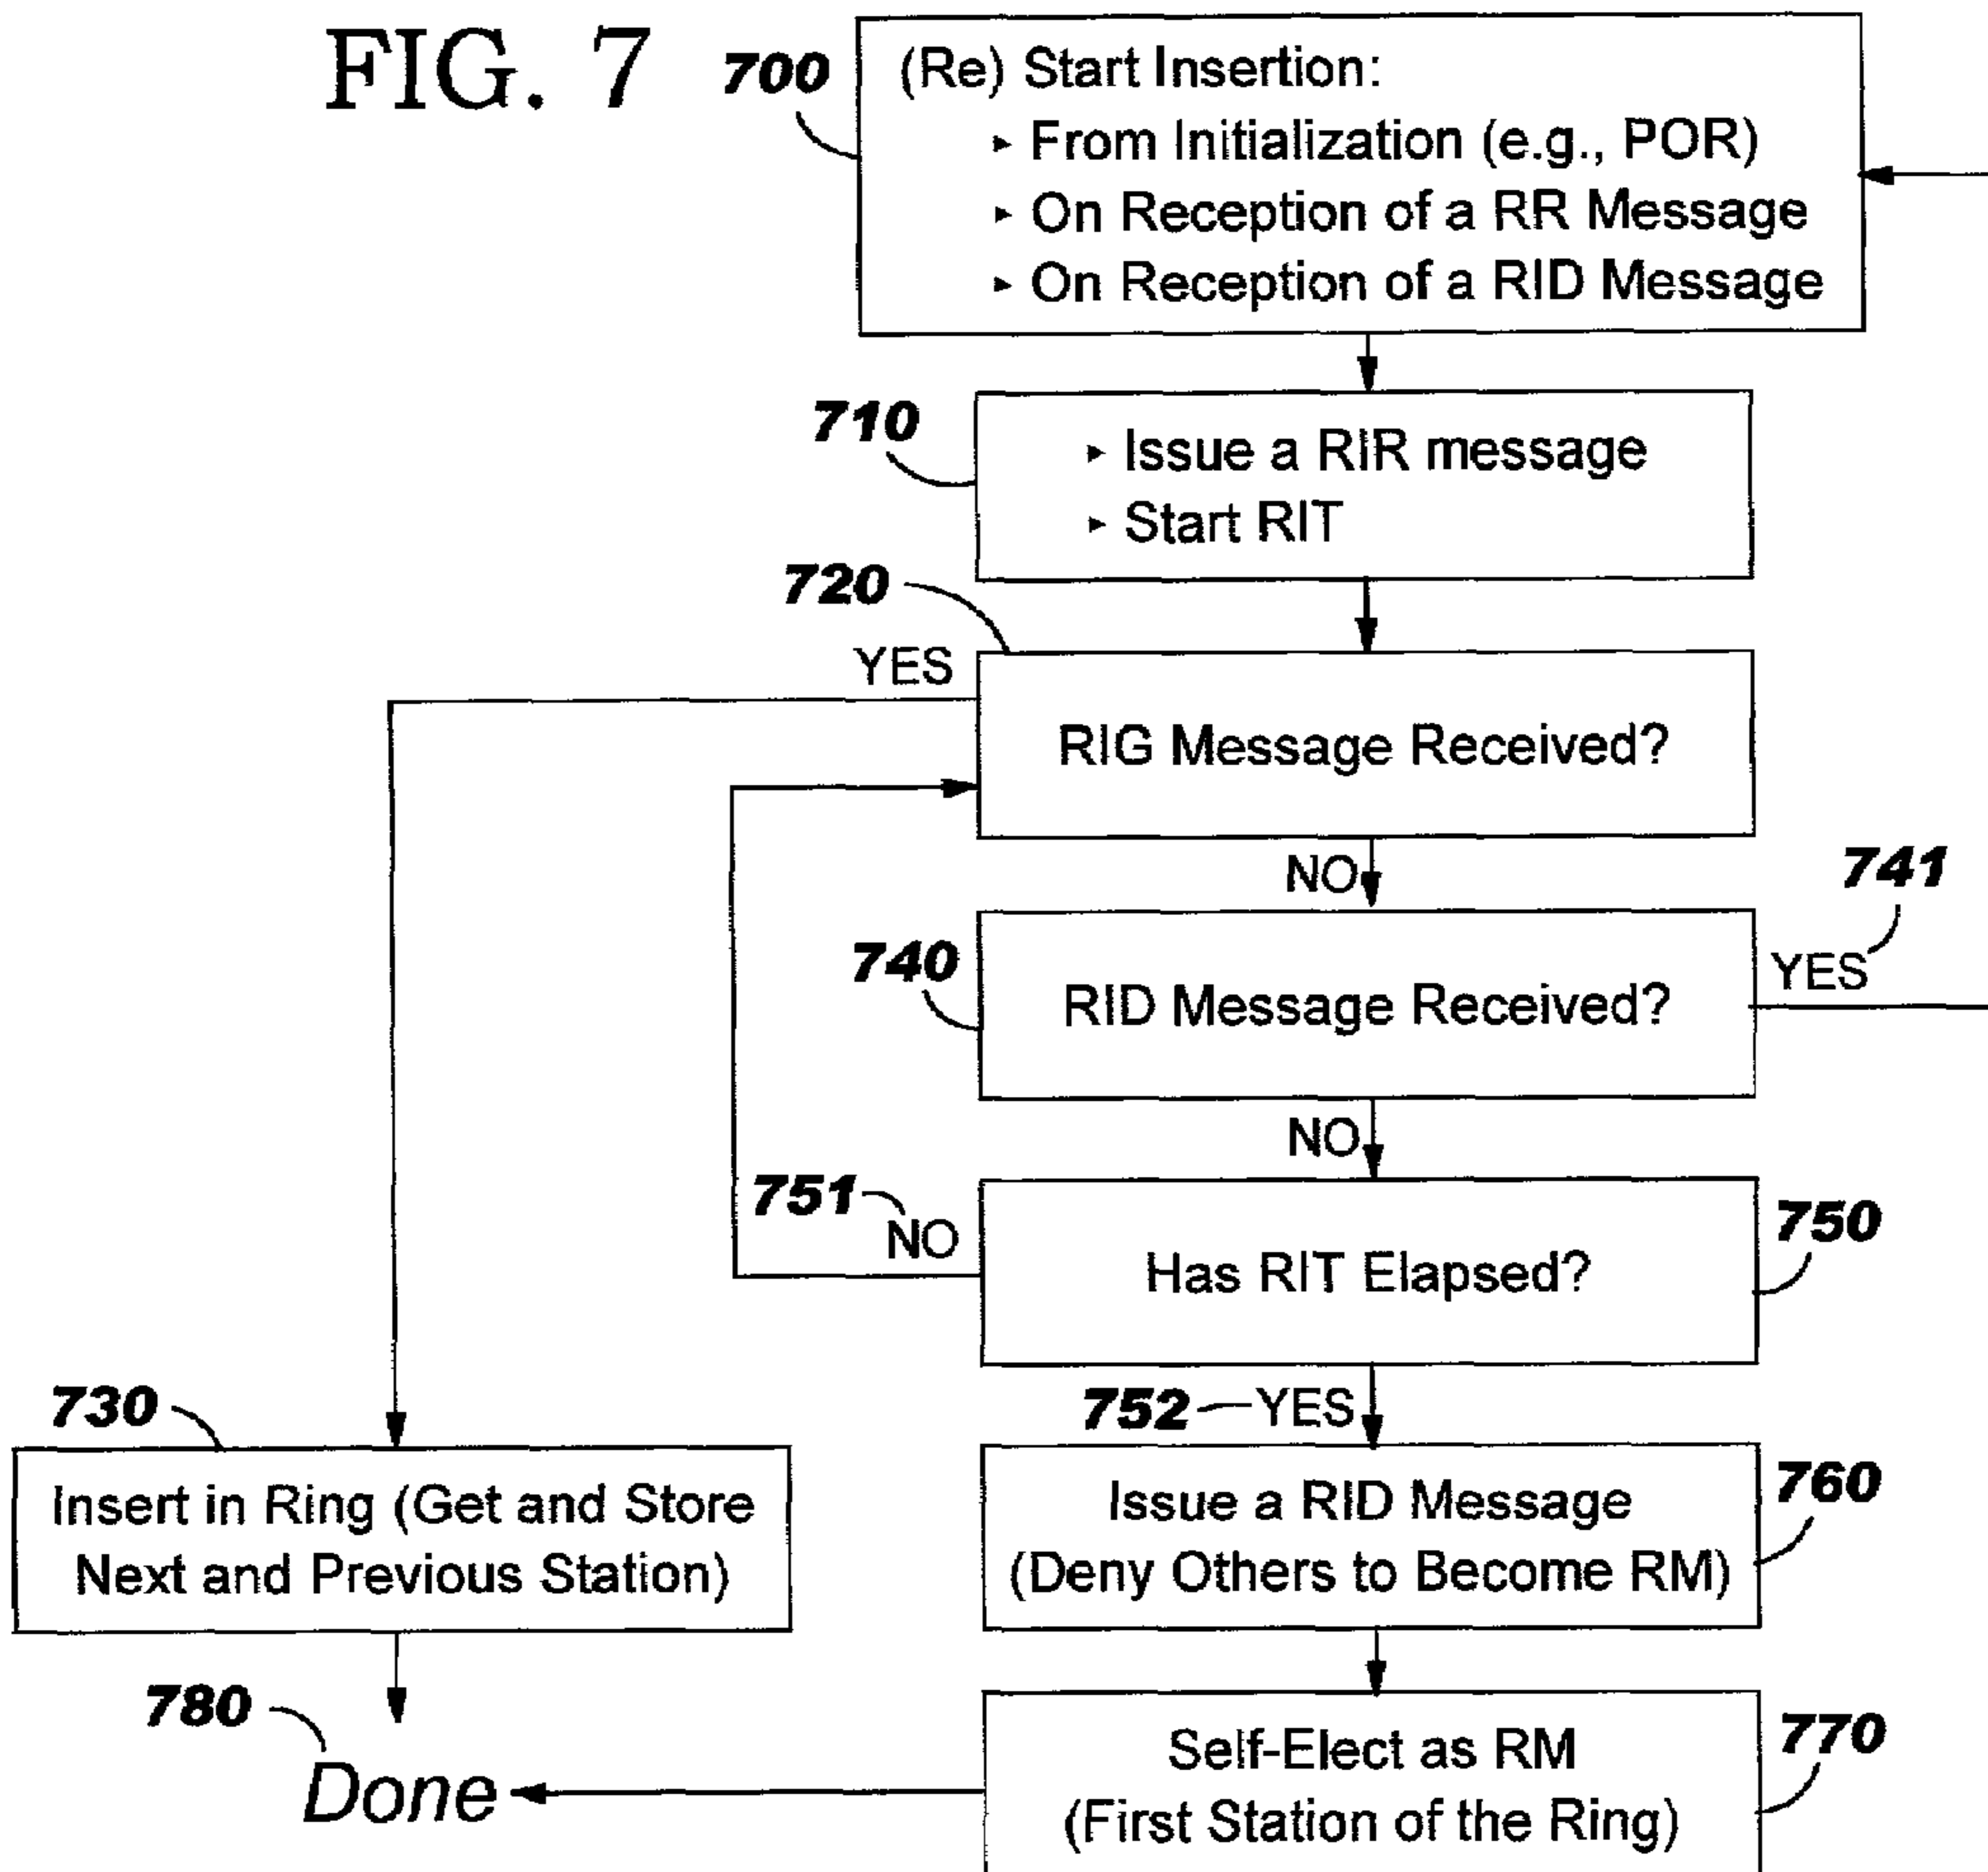 FIG. 7
700
(Re) Start Insertion:
▸ From Initialization (e.g., POR)
▸ On Reception of a RR Message
▸ On Reception of a RID Message
710
▸ Issue a RIR message
▸ Start RIT
720
YES
RIG Message Received?
NO
741
740
RID Message Received?
YES
NO
751
NO
750
Has RIT Elapsed?
752
YES
730
Insert in Ring (Get and Store
Next and Previous Station)
760
Issue a RID Message
(Deny Others to Become RM)
780
Done
770
Self-Elect as RM
(First Station of the Ring)